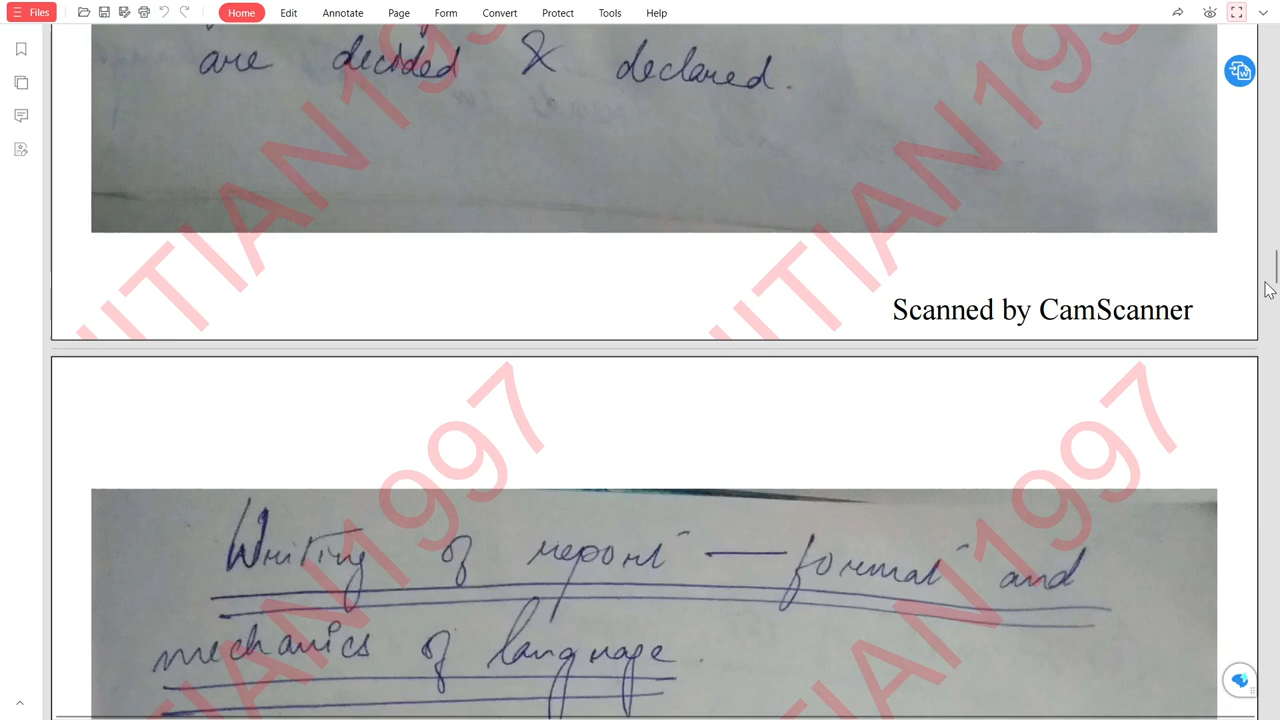 Files
Home
Edit
Annotate
Page
Form
Convert
Protect
Tools
Help
are decided & declared.
Scanned by CamScanner
Writing of report — format and
mechanics of language.